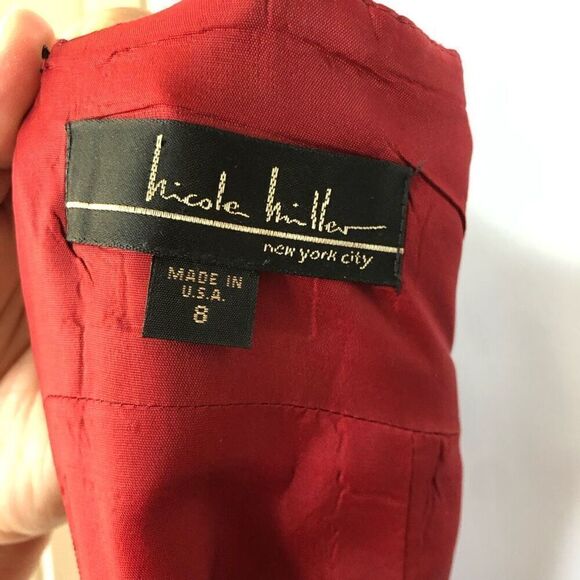 nicole miller
new york city
MADE IN
U.S.A.
8